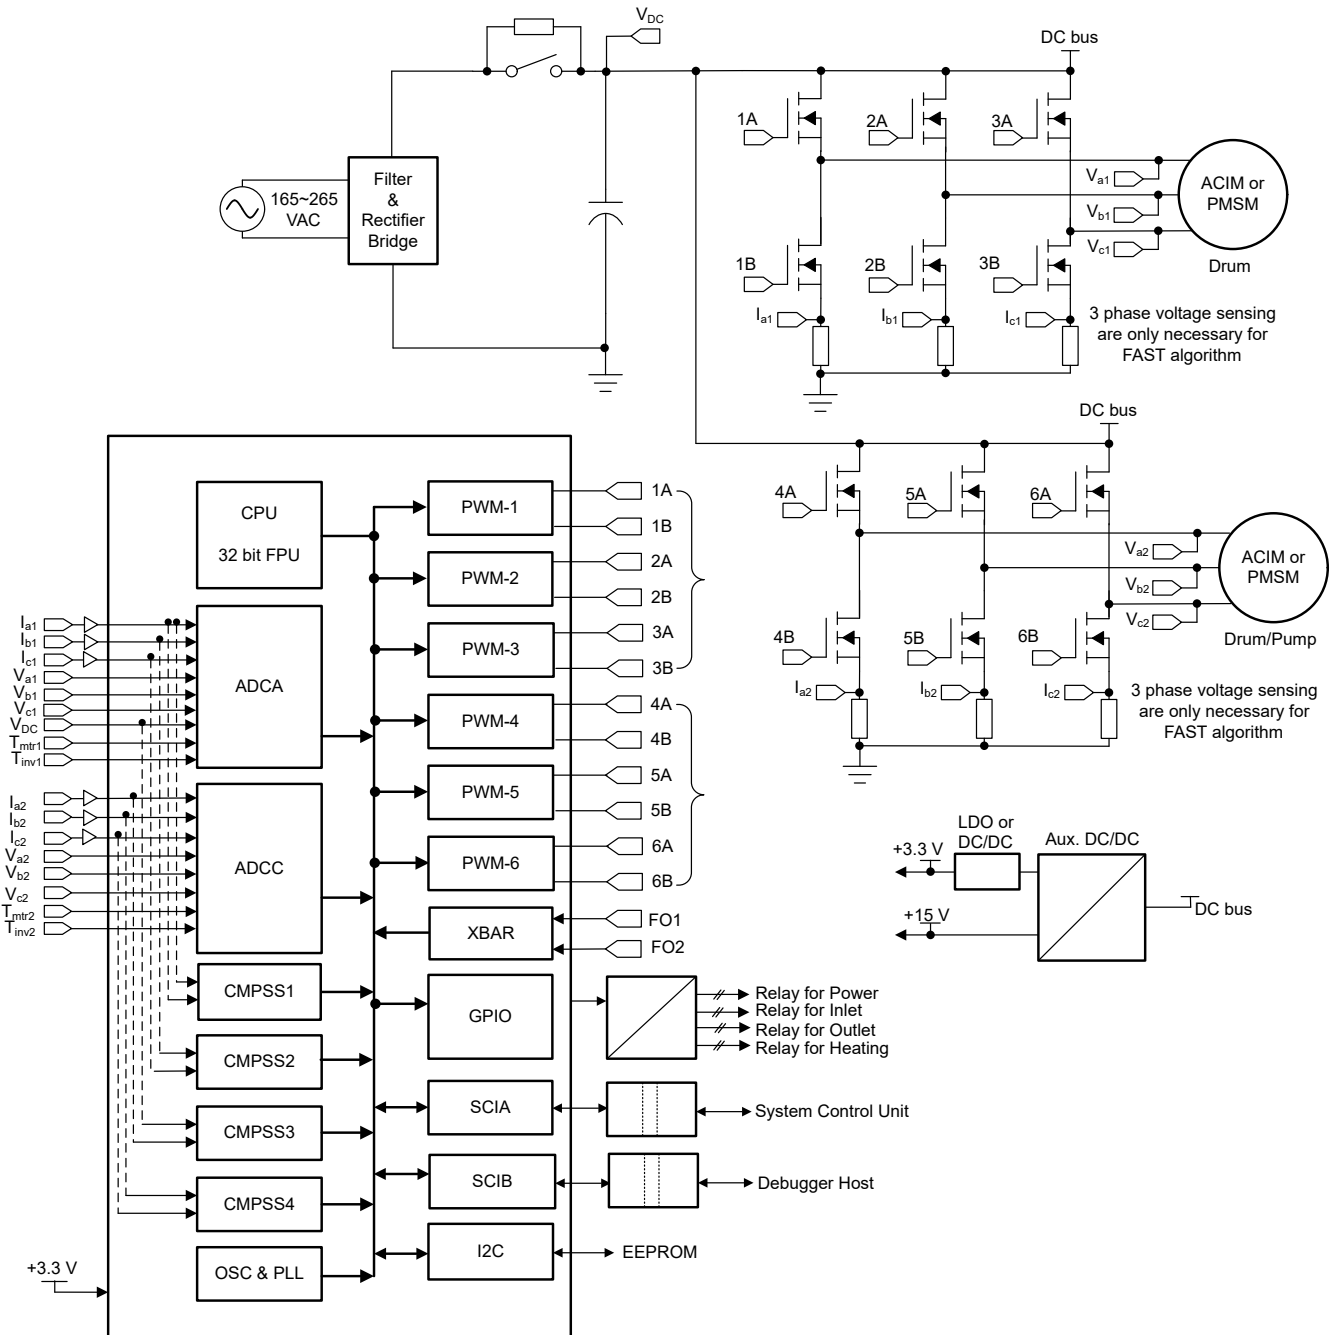 V_DC
DC bus
1A
2A
3A
165~265
VAC
Filter
&
Rectifier
Bridge
V_a1
V_b1
V_c1
ACIM or
PMSM
Drum
1B
2B
3B
I_a1
I_b1
I_c1
3 phase voltage sensing
are only necessary for
FAST algorithm
DC bus
4A
5A
6A
V_a2
V_b2
V_c2
ACIM or
PMSM
Drum/Pump
4B
5B
6B
I_a2
I_b2
I_c2
3 phase voltage sensing
are only necessary for
FAST algorithm
CPU
32 bit FPU
I_a1
I_b1
I_c1
V_a1
V_b1
V_c1
V_DC
T_mtr1
T_inv1
ADCA
I_a2
I_b2
I_c2
V_a2
V_b2
V_c2
T_mtr2
T_inv2
ADCC
CMPSS1
CMPSS2
CMPSS3
CMPSS4
OSC & PLL
+3.3 V
PWM-1
1A
1B
PWM-2
2A
2B
PWM-3
3A
3B
PWM-4
4A
4B
PWM-5
5A
5B
PWM-6
6A
6B
XBAR
FO1
FO2
GPIO
Relay for Power
Relay for Inlet
Relay for Outlet
Relay for Heating
SCIA
System Control Unit
SCIB
Debugger Host
I2C
EEPROM
LDO or
DC/DC
Aux. DC/DC
+3.3 V
+15 V
DC bus